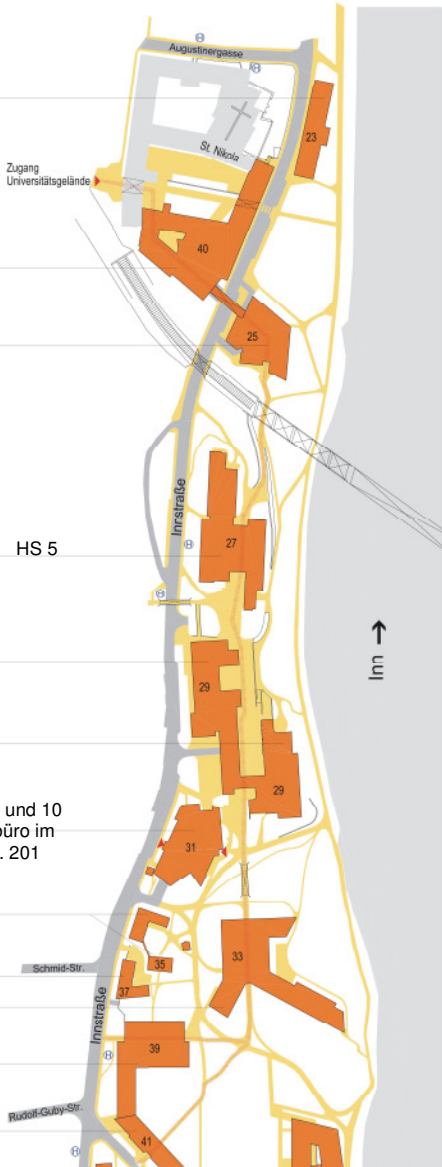 H
Augustinergasse
H
23
St. Nikola
Zugang
Universitätsgelände
40
25
Innstraße
HS 5
27
H
H
Inn
29
29
und 10
büro im
. 201
31
33
35
Schmid-Str.
37
Innstraße
39
H
Rudolf-Guby-Str.
41
H